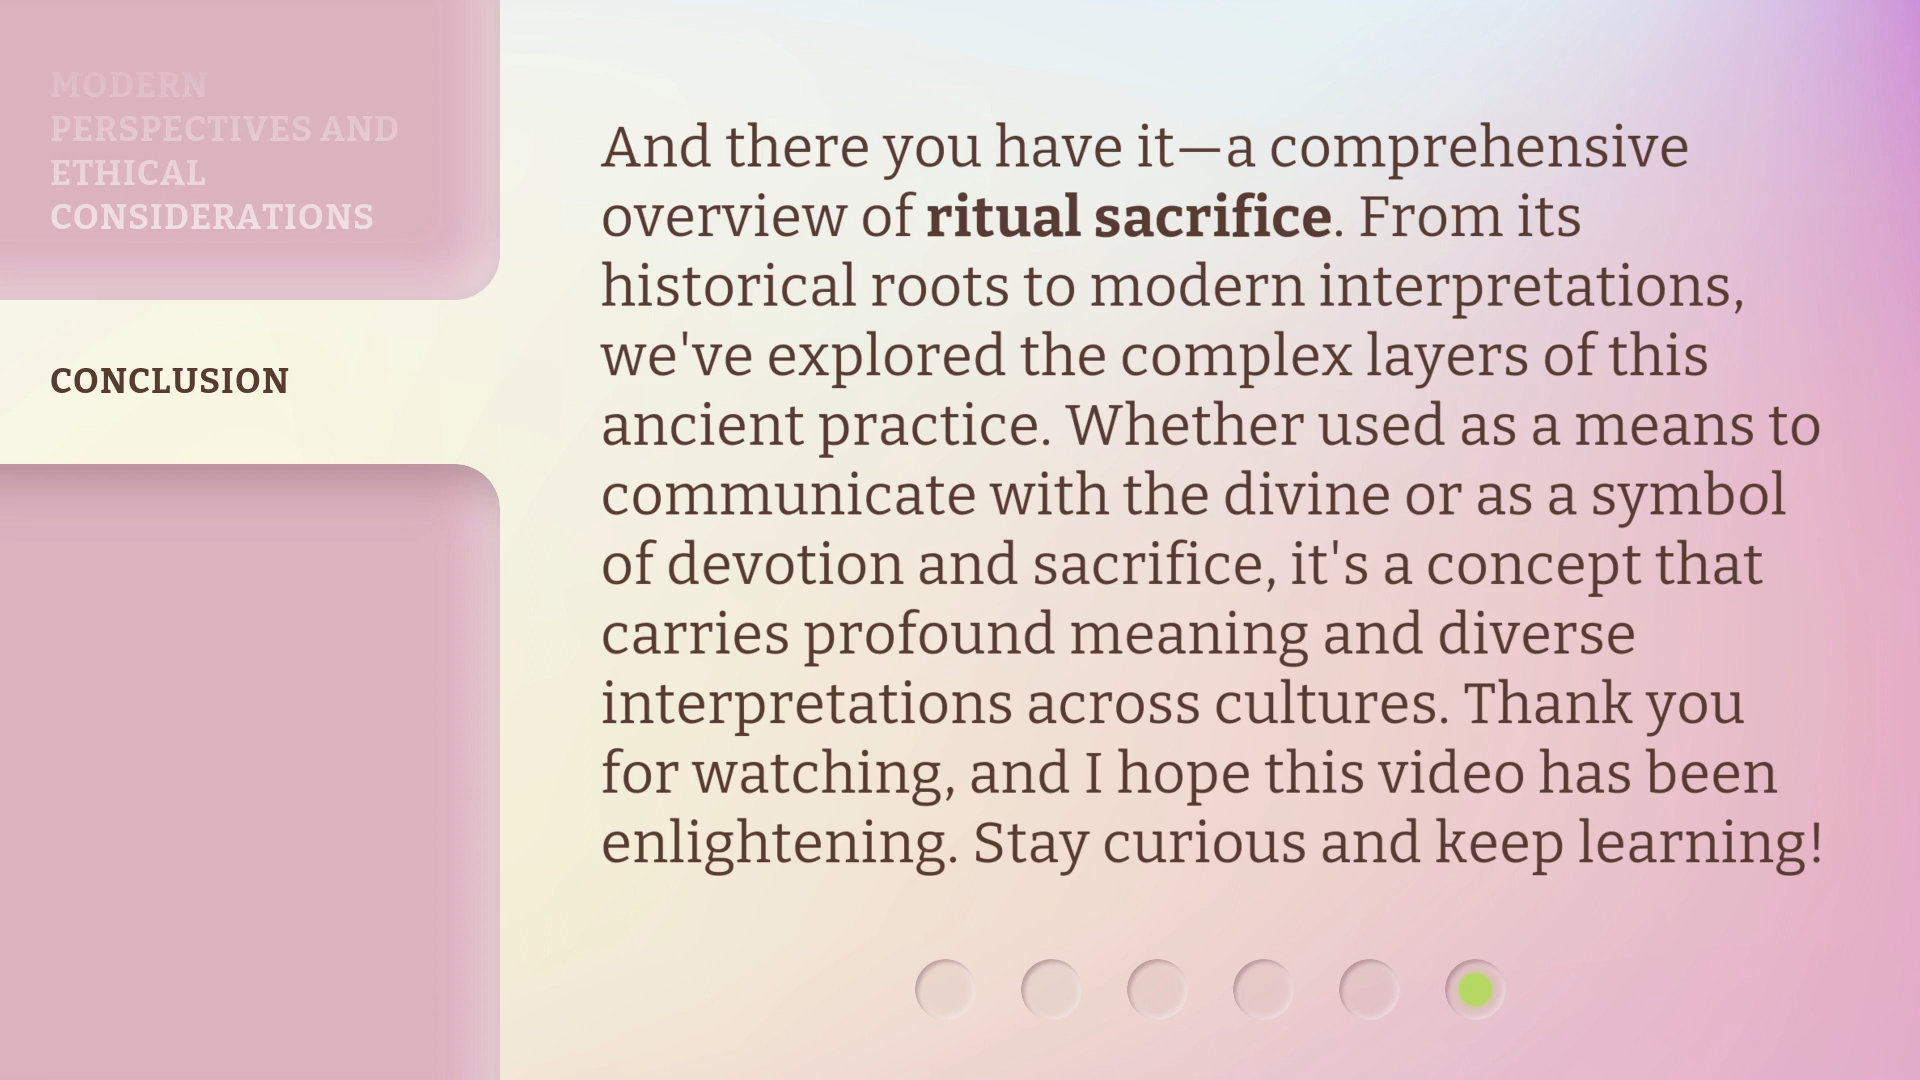 MODERN
PERSPECTIVES AND
ETHICAL
CONSIDERATIONS
CONCLUSION
And there you have it—a comprehensive
overview of ritual sacrifice. From its
historical roots to modern interpretations,
we've explored the complex layers of this
ancient practice. Whether used as a means to
communicate with the divine or as a symbol
of devotion and sacrifice, it's a concept that
carries profound meaning and diverse
interpretations across cultures. Thank you
for watching, and I hope this video has been
enlightening. Stay curious and keep learning!